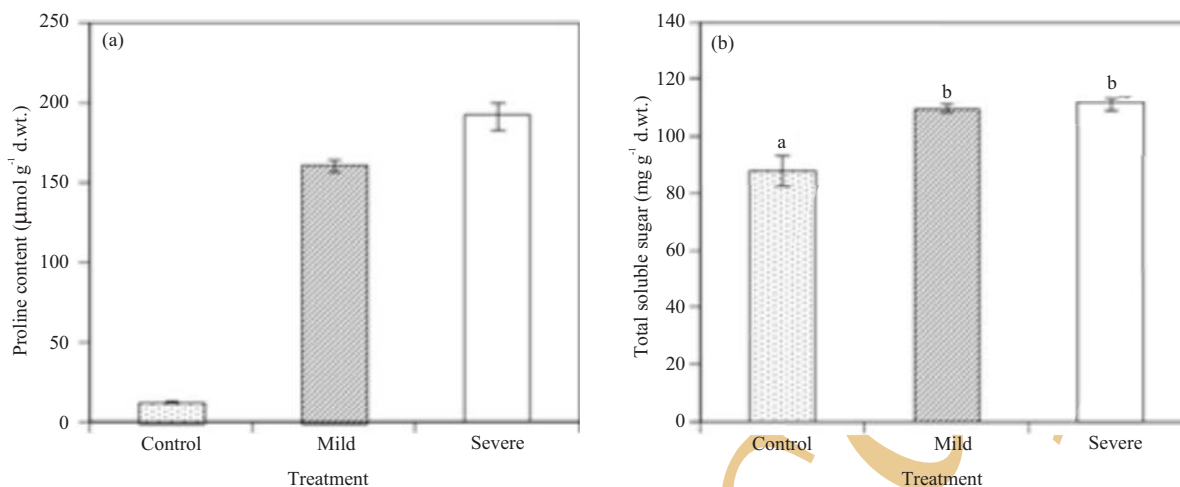 (a)
Proline content (µmol g⁻¹ d.wt.)
250
200
150
100
50
0
Control Mild Severe
Treatment
(b)
Total soluble sugar (mg g⁻¹ d.wt.)
140
120
100
80
60
40
20
0
a
b
b
Control Mild Severe
Treatment